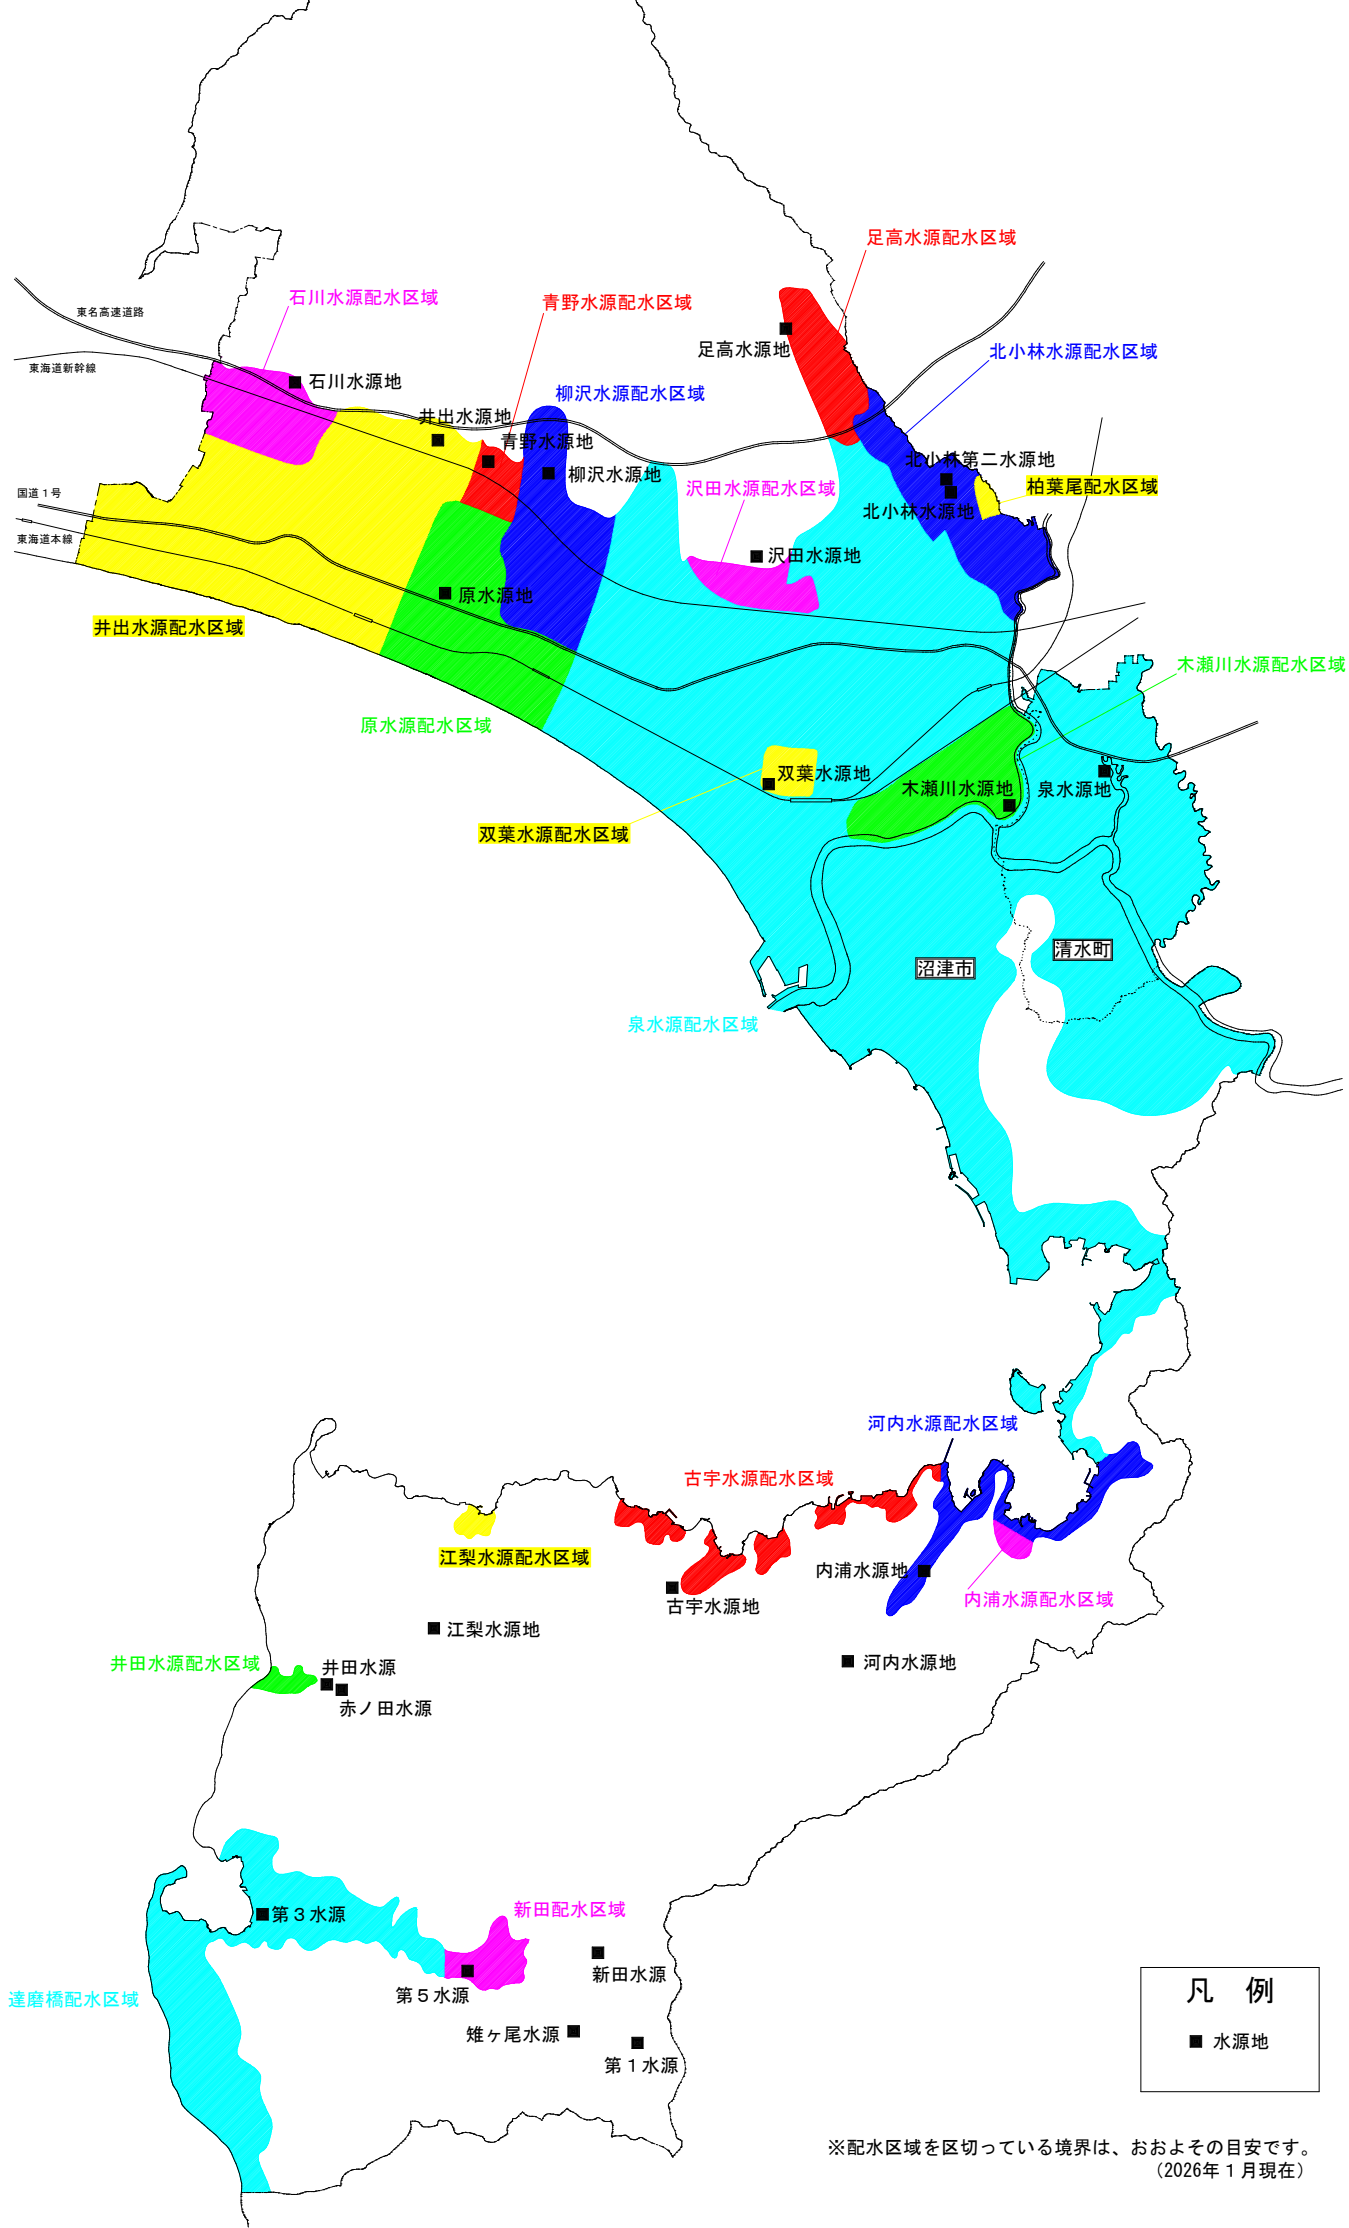 足高水源配水区域
石川水源配水区域
青野水源配水区域
東名高速道路
足高水源地
北小林水源配水区域
東海道新幹線
石川水源地
柳沢水源配水区域
井出水源地
青野水源地
北小林第二水源地
柳沢水源地
沢田水源配水区域
柏葉尾配水区域
国道1号
北小林水源地
東海道本線
沢田水源地
原水源地
井出水源配水区域
木瀬川水源配水区域
原水源配水区域
双葉水源地
木瀬川水源地
泉水源地
双葉水源配水区域
清水町
沼津市
泉水源配水区域
河内水源配水区域
古宇水源配水区域
江梨水源配水区域
内浦水源地
内浦水源配水区域
古宇水源地
江梨水源地
井田水源配水区域
井田水源
河内水源地
赤ノ田水源
新田配水区域
第3水源
新田水源
第5水源
達磨橋配水区域
雉ヶ尾水源
第1水源
凡 例
■ 水源地
※配水区域を区切っている境界は、おおよその目安です。
(2026年1月現在)